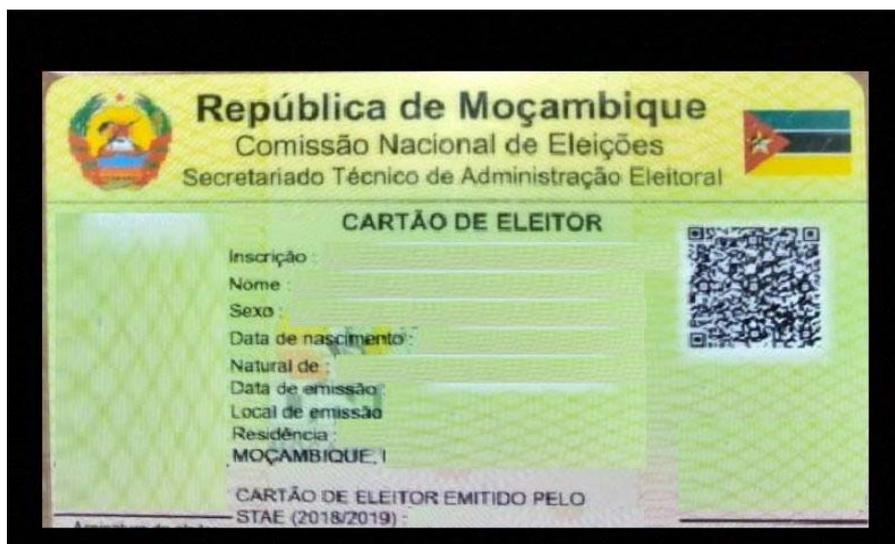 República de Moçambique
Comissão Nacional de Eleições
Secretariado Técnico de Administração Eleitoral
CARTÃO DE ELEITOR
Inscrição :
Nome :
Sexo :
Data de nascimento :
Natural de :
Data de emissão :
Local de emissão
Residência :
MOÇAMBIQUE, I
CARTÃO DE ELEITOR EMITIDO PELO
STAE (2018/2019) :